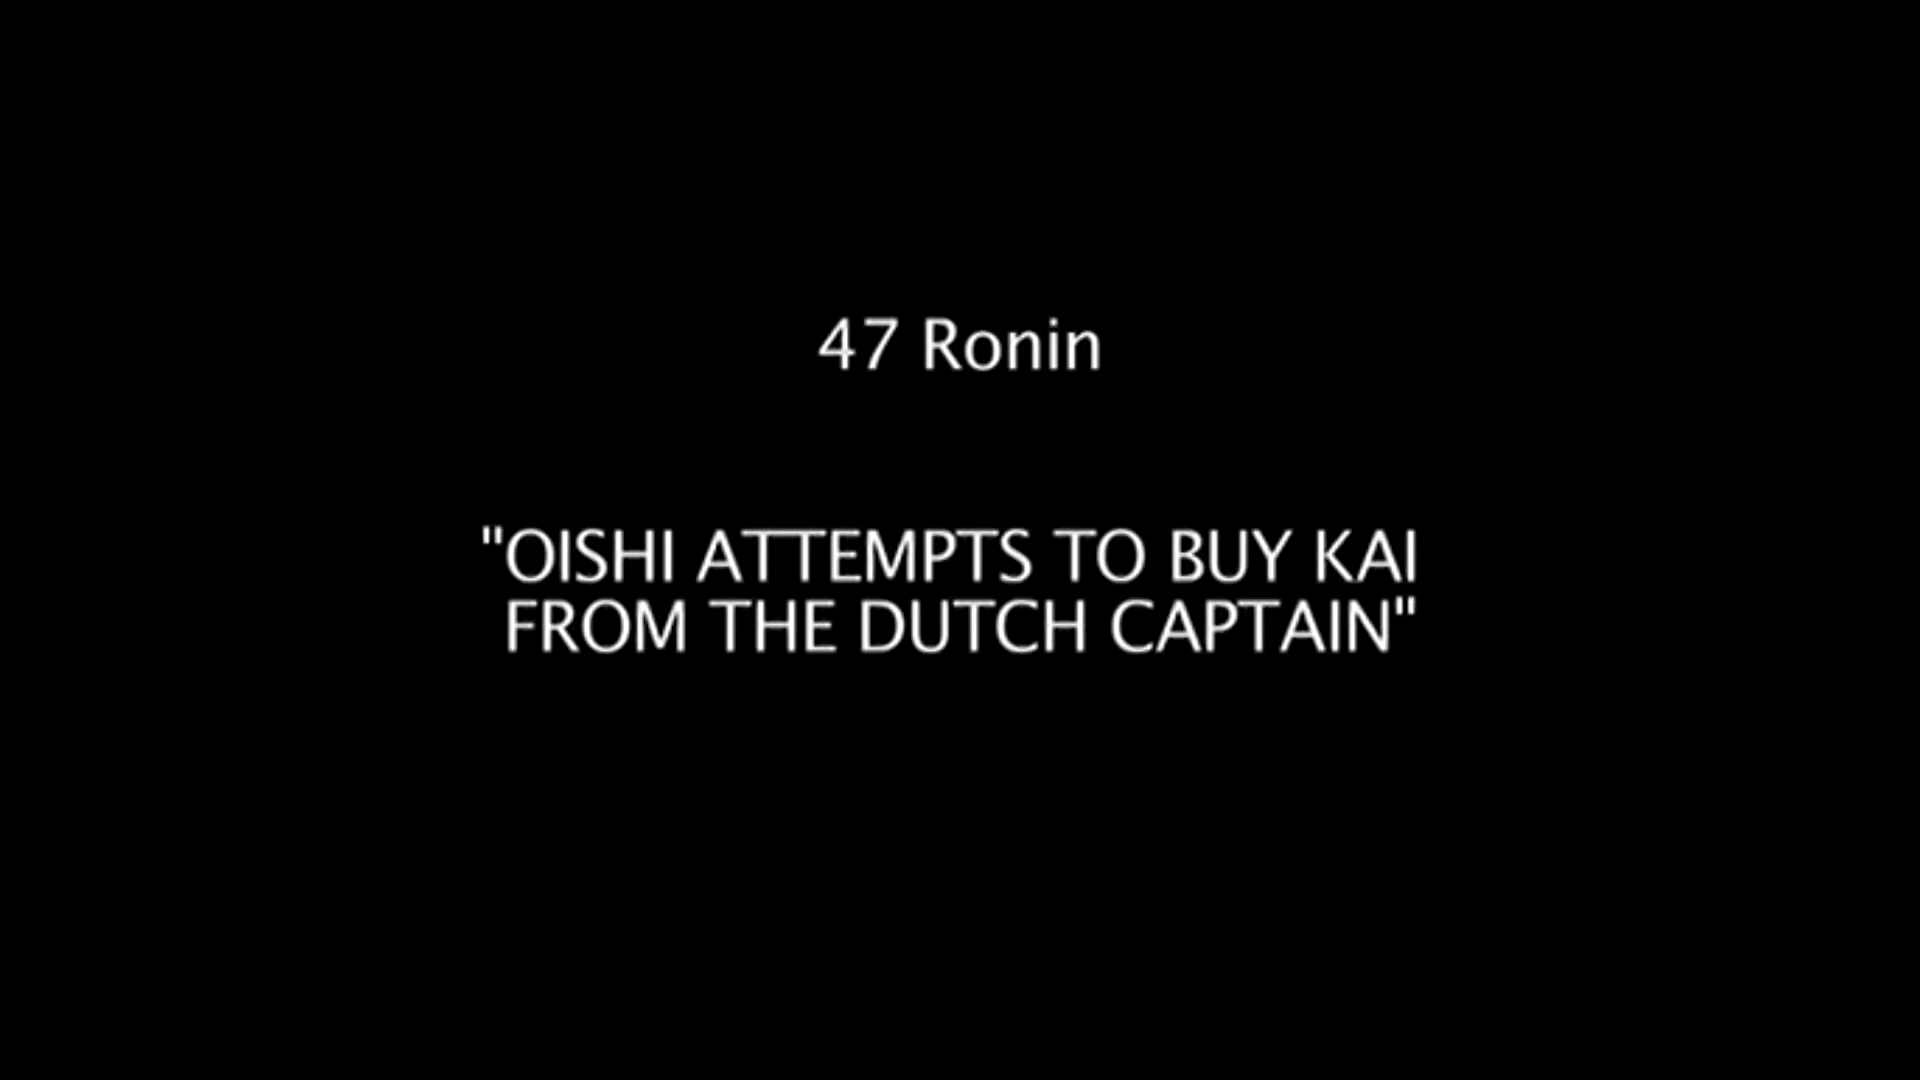 47 Ronin
"OISHI ATTEMPTS TO BUY KAI
FROM THE DUTCH CAPTAIN"